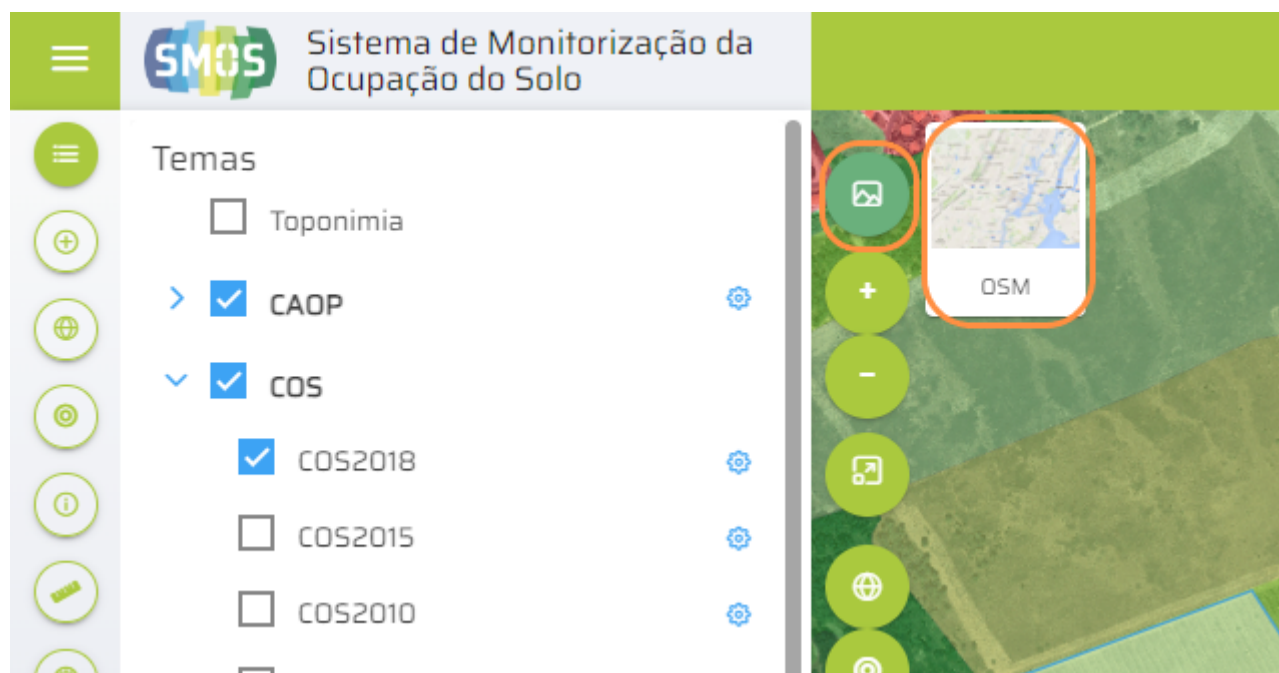 SMOS
Sistema de Monitorização da
Ocupação do Solo
Temas
Toponimia
CAOP
COS
COS2018
COS2015
COS2010
OSM